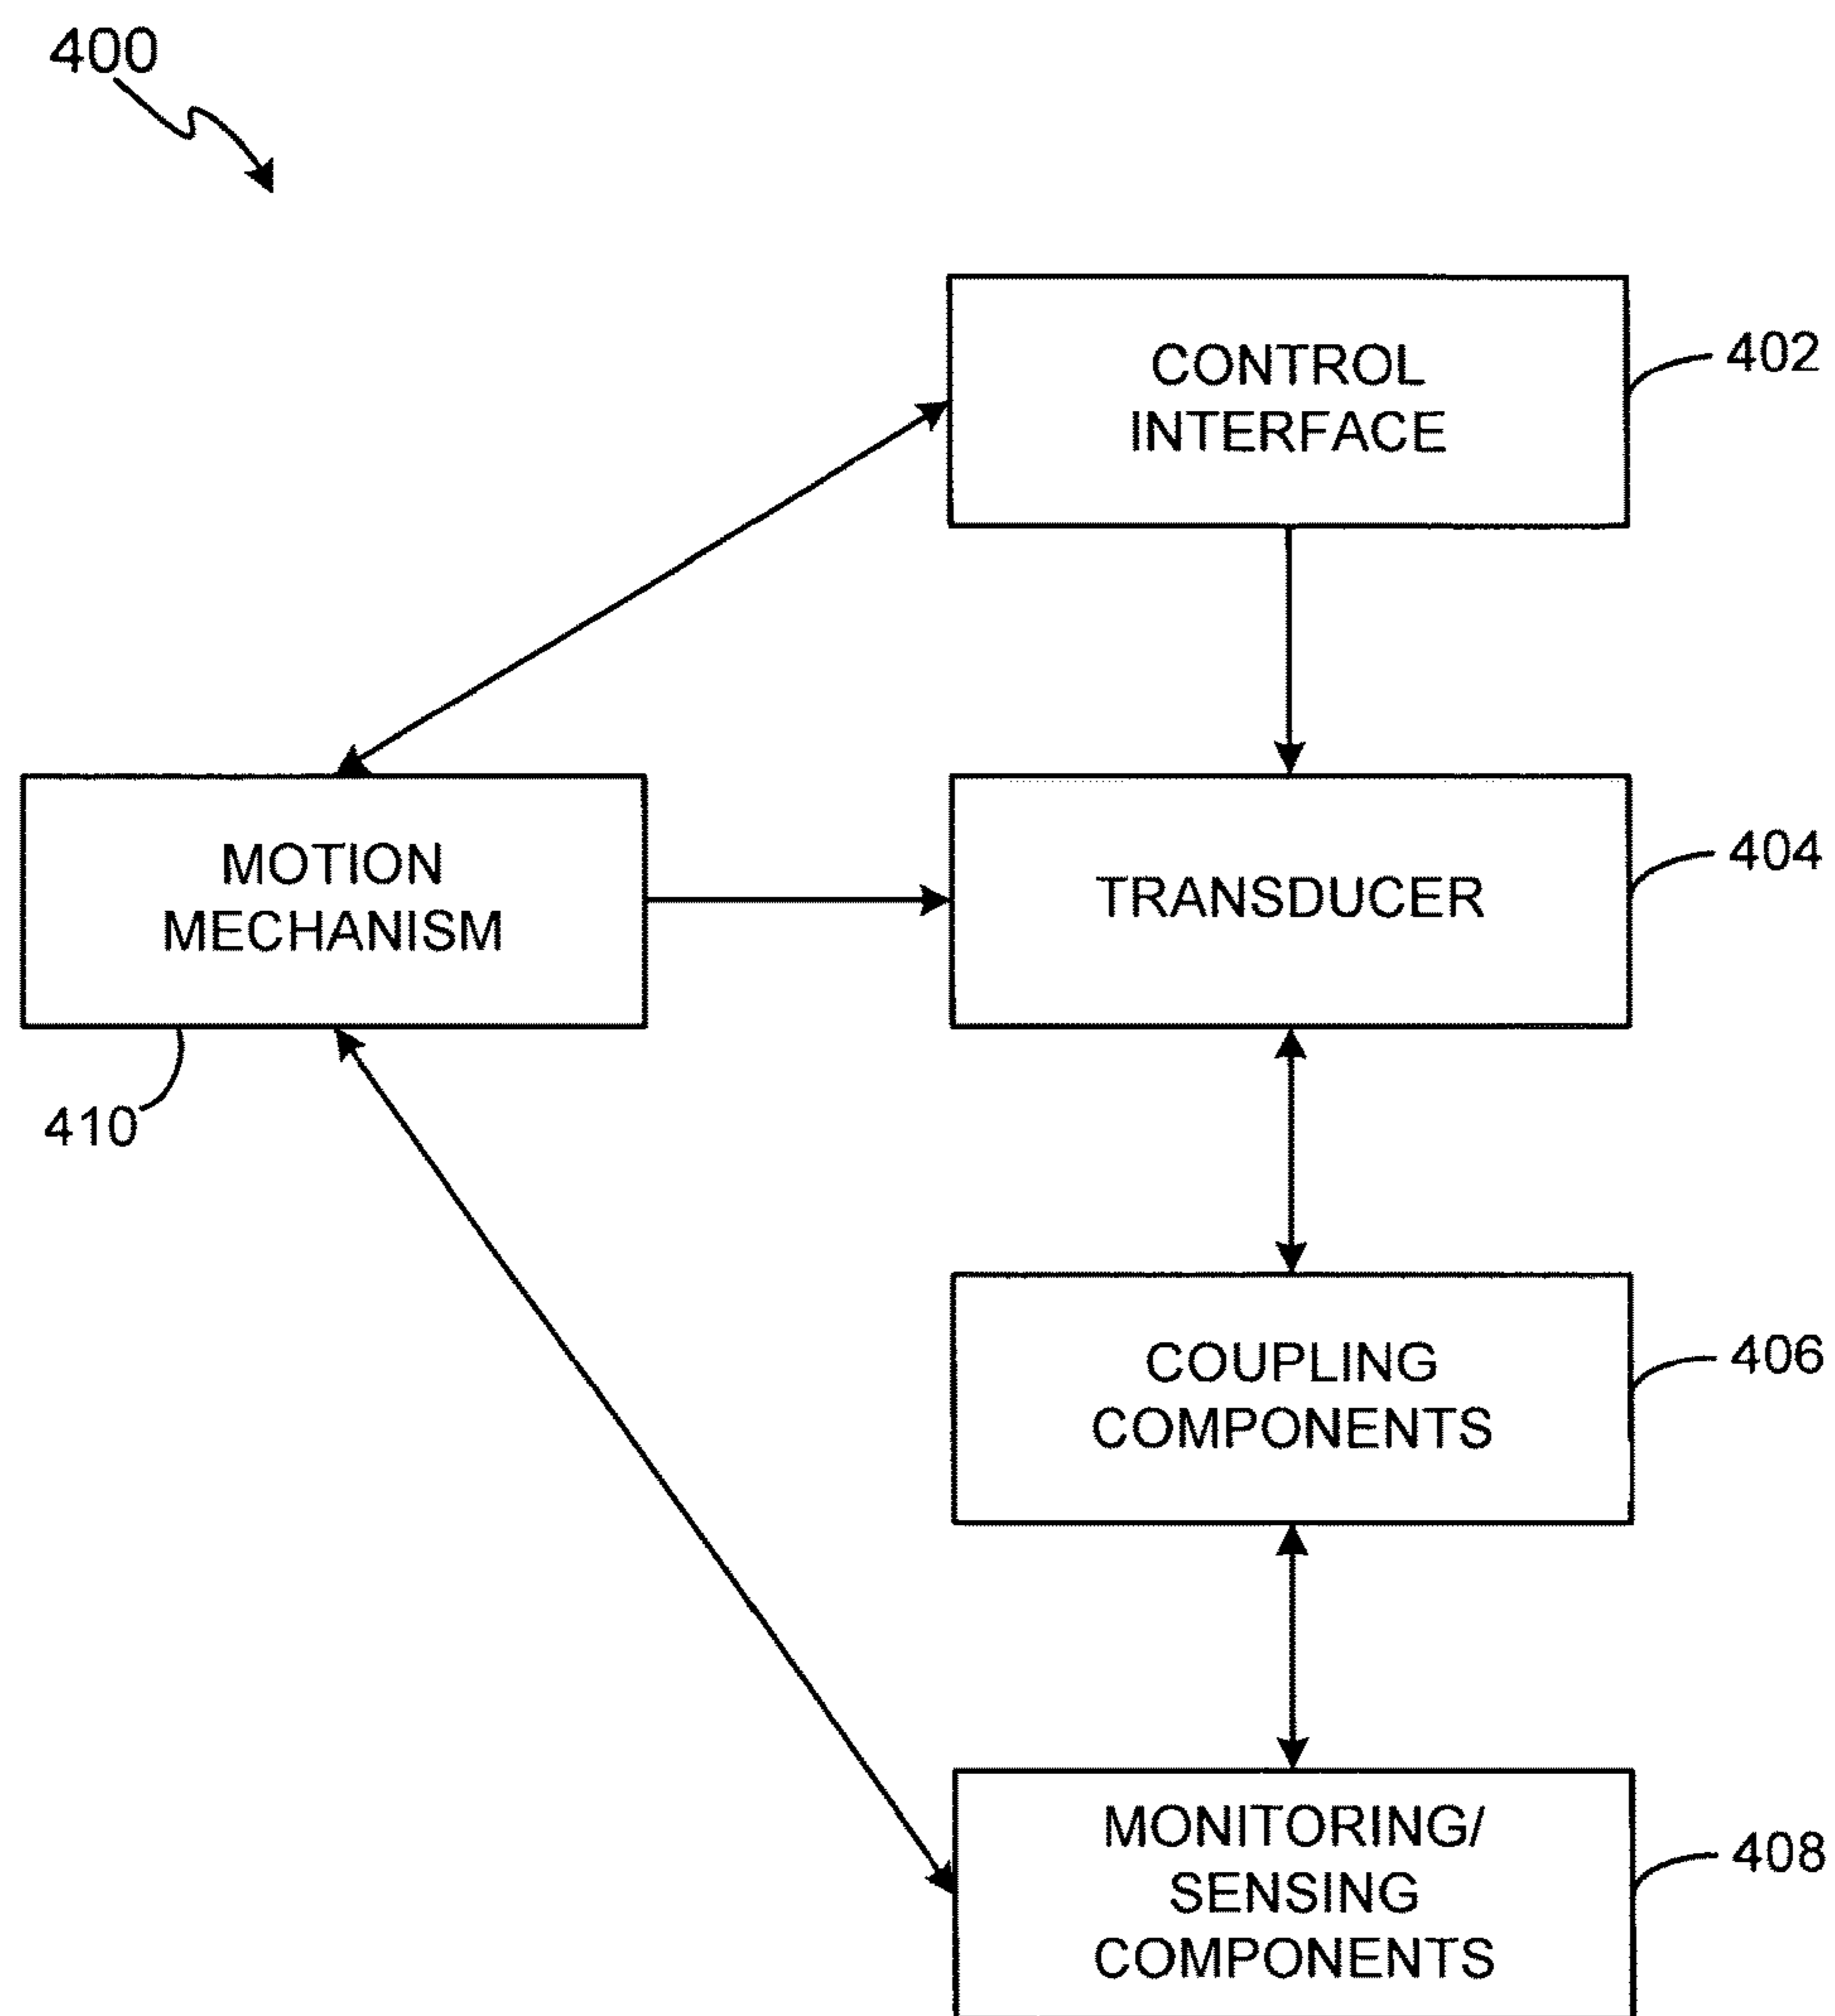 400
CONTROL
INTERFACE
402
MOTION
MECHANISM
410
TRANSDUCER
404
COUPLING
COMPONENTS
406
MONITORING/
SENSING
COMPONENTS
408